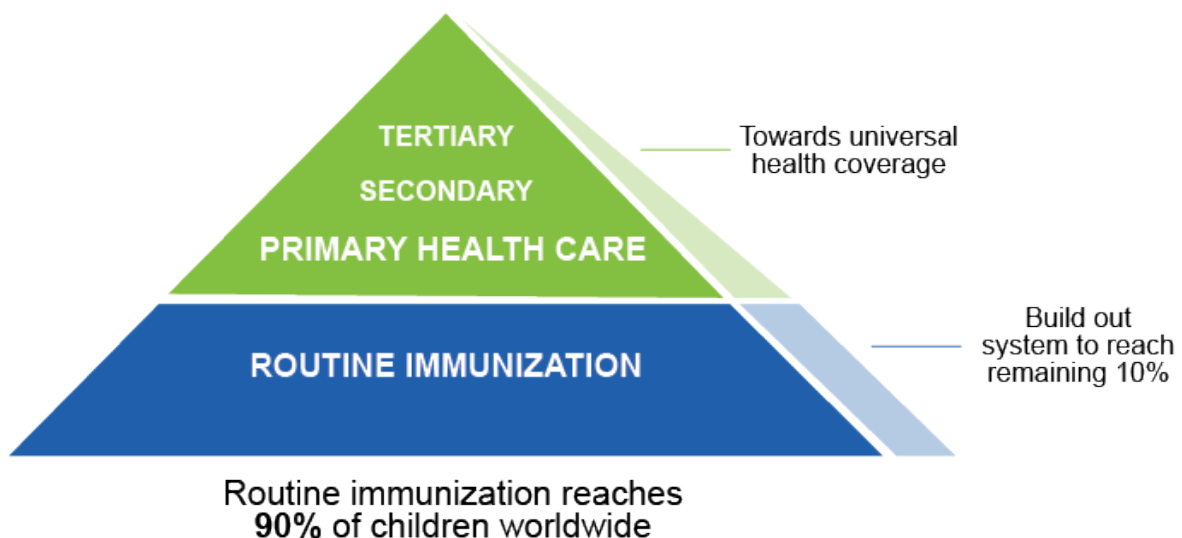 TERTIARY
SECONDARY
PRIMARY HEALTH CARE
Towards universal
health coverage
ROUTINE IMMUNIZATION
Build out
system to reach
remaining 10%
Routine immunization reaches
90% of children worldwide